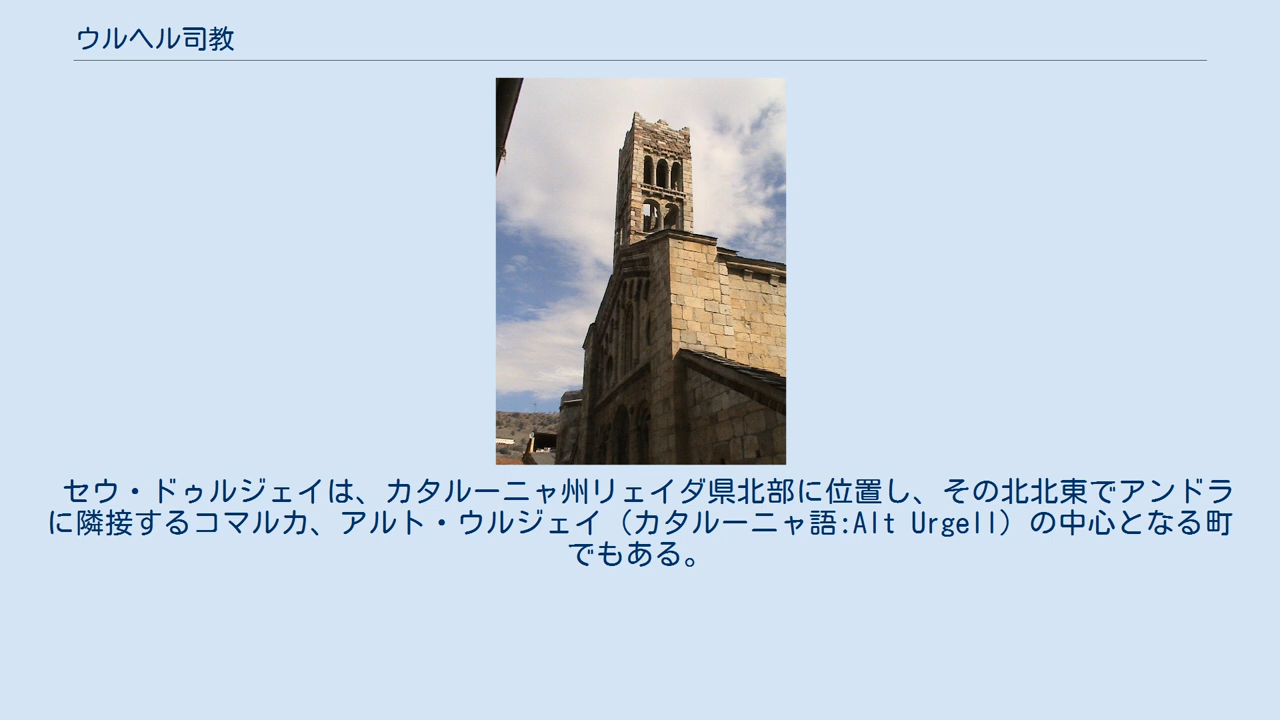 ウルヘル司教
セウ・ドゥルジェイは、カタルーニャ州リェイダ県北部に位置し、その北北東でアンドラ
に隣接するコマルカ、アルト・ウルジェイ（カタルーニャ語:Alt Urgell）の中心となる町
でもある。